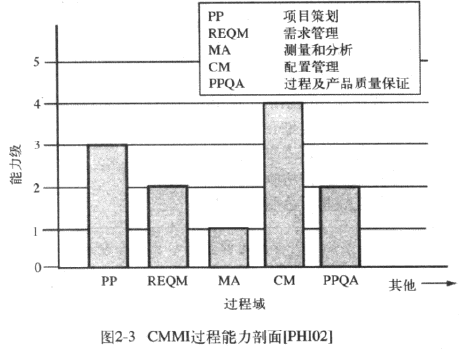 PP 项目策划
REQM 需求管理
MA 测量和分析
CM 配置管理
PPQA 过程及产品质量保证
5
4
3
2
1
0
能力级
PP REQM MA CM PPQA 其他
过程域
图2-3 CMMI过程能力剖面[PHI02]